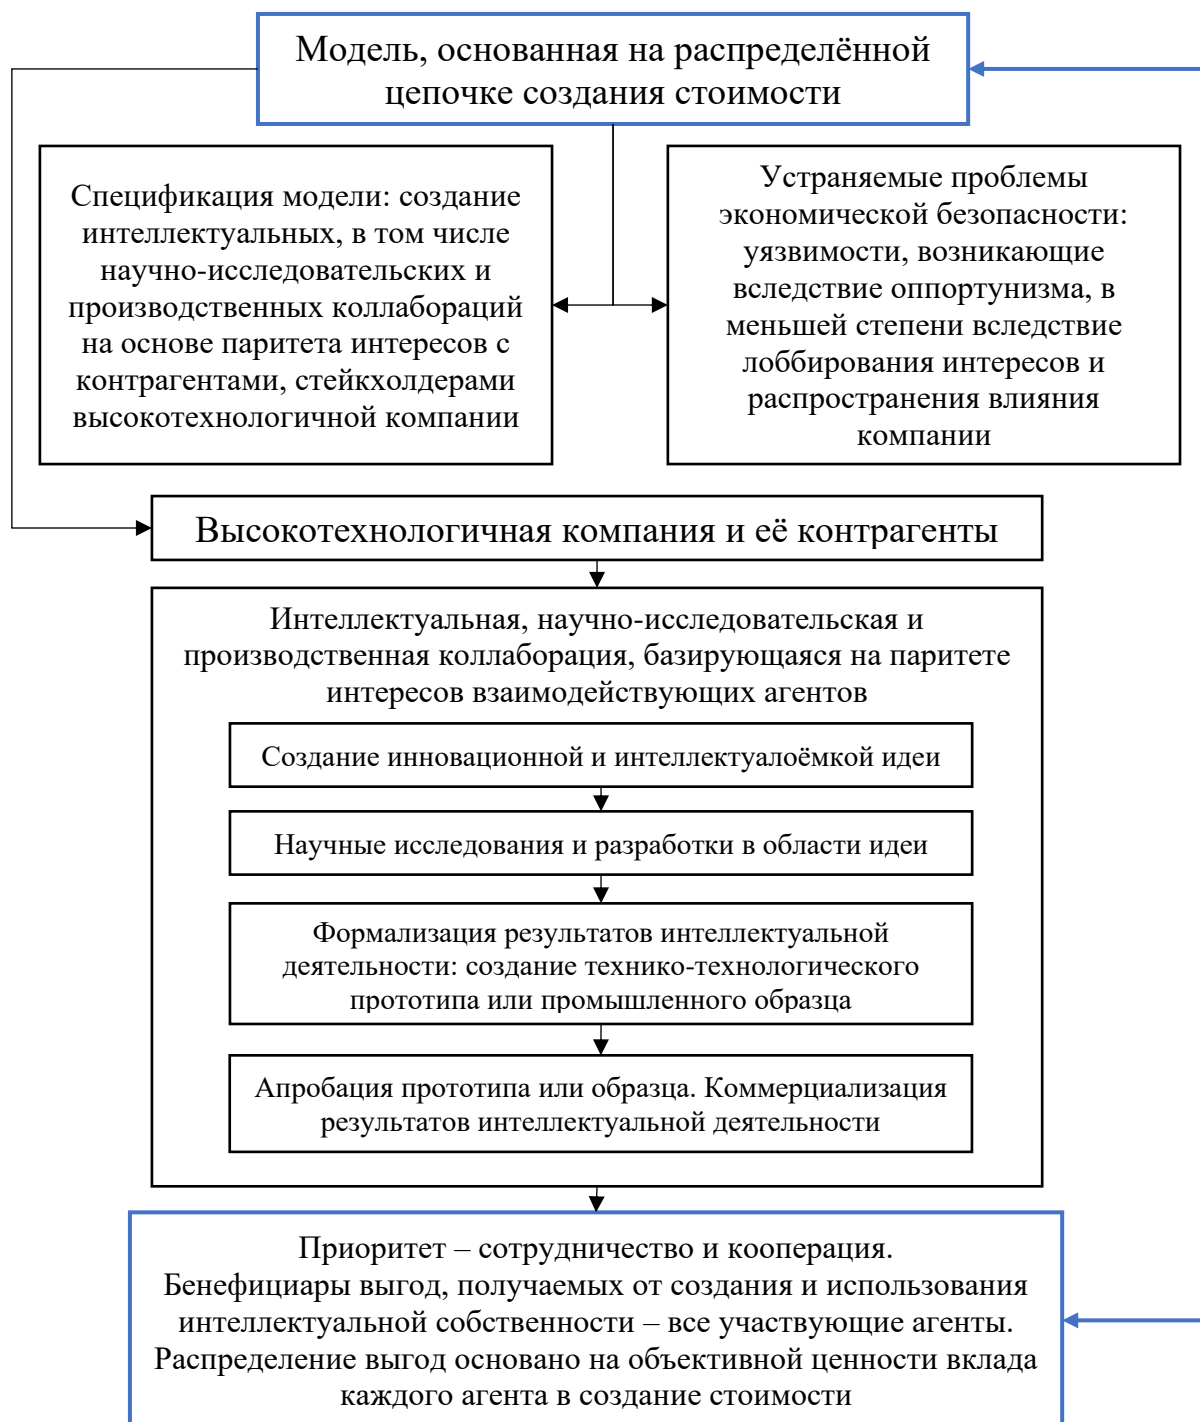 Модель, основанная на распределённой
цепочке создания стоимости
Спецификация модели: создание
интеллектуальных, в том числе
научно-исследовательских и
производственных коллабораций
на основе паритета интересов с
контрагентами, стейкхолдерами
высокотехнологичной компании
Устраняемые проблемы
экономической безопасности:
уязвимости, возникающие
вследствие оппортунизма, в
меньшей степени вследствие
лоббирования интересов и
распространения влияния
компании
Высокотехнологичная компания и её контрагенты
Интеллектуальная, научно-исследовательская и
производственная коллаборация, базирующаяся на паритете
интересов взаимодействующих агентов
Создание инновационной и интеллектуалоёмкой идеи
Научные исследования и разработки в области идеи
Формализация результатов интеллектуальной
деятельности: создание технико-технологического
прототипа или промышленного образца
Апробация прототипа или образца. Коммерциализация
результатов интеллектуальной деятельности
Приоритет – сотрудничество и кооперация.
Бенефициары выгод, получаемых от создания и использования
интеллектуальной собственности – все участвующие агенты.
Распределение выгод основано на объективной ценности вклада
каждого агента в создание стоимости